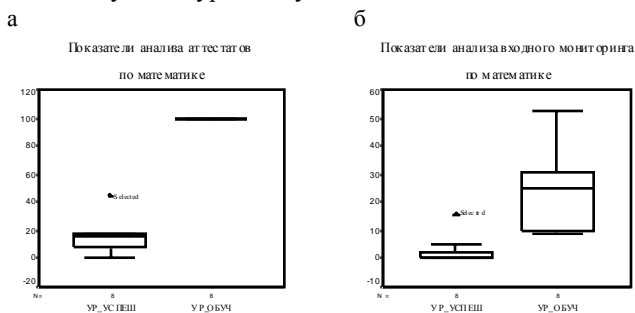 а
Показатели анализа аттестатов
по математике
120
100
80
60
40
20
0
-20
Selected
N =
8
8
УР_УСПЕШ
УР_ОБУЧ
б
Показатели анализа входного мониторинга
по математике
60
50
40
30
20
10
0
-10
Selected
N =
8
8
УР_УСПЕШ
УР_ОБУЧ